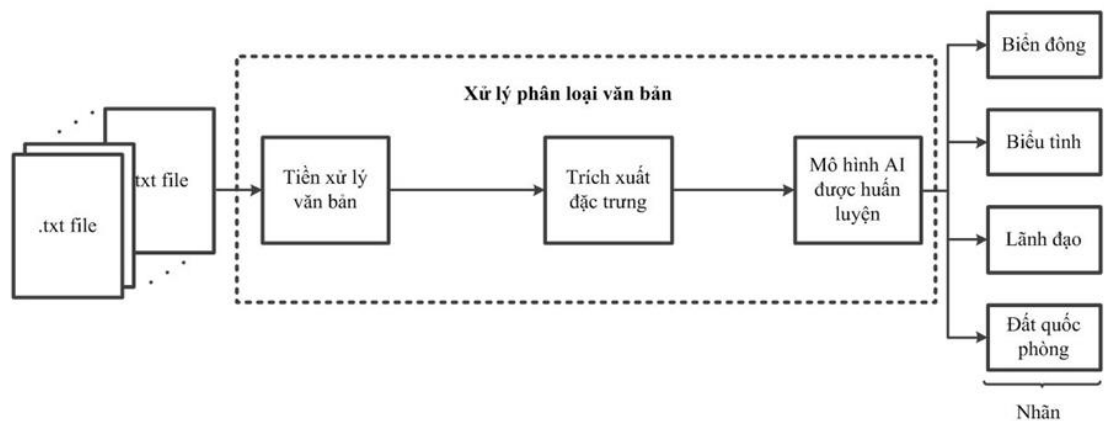 Xử lý phân loại văn bản
.txt file
txt file
Tiền xử lý
văn bản
Trích xuất
đặc trưng
Mô hình AI
được huấn
luyện
Biển đông
Biểu tình
Lãnh đạo
Đất quốc
phòng
Nhãn